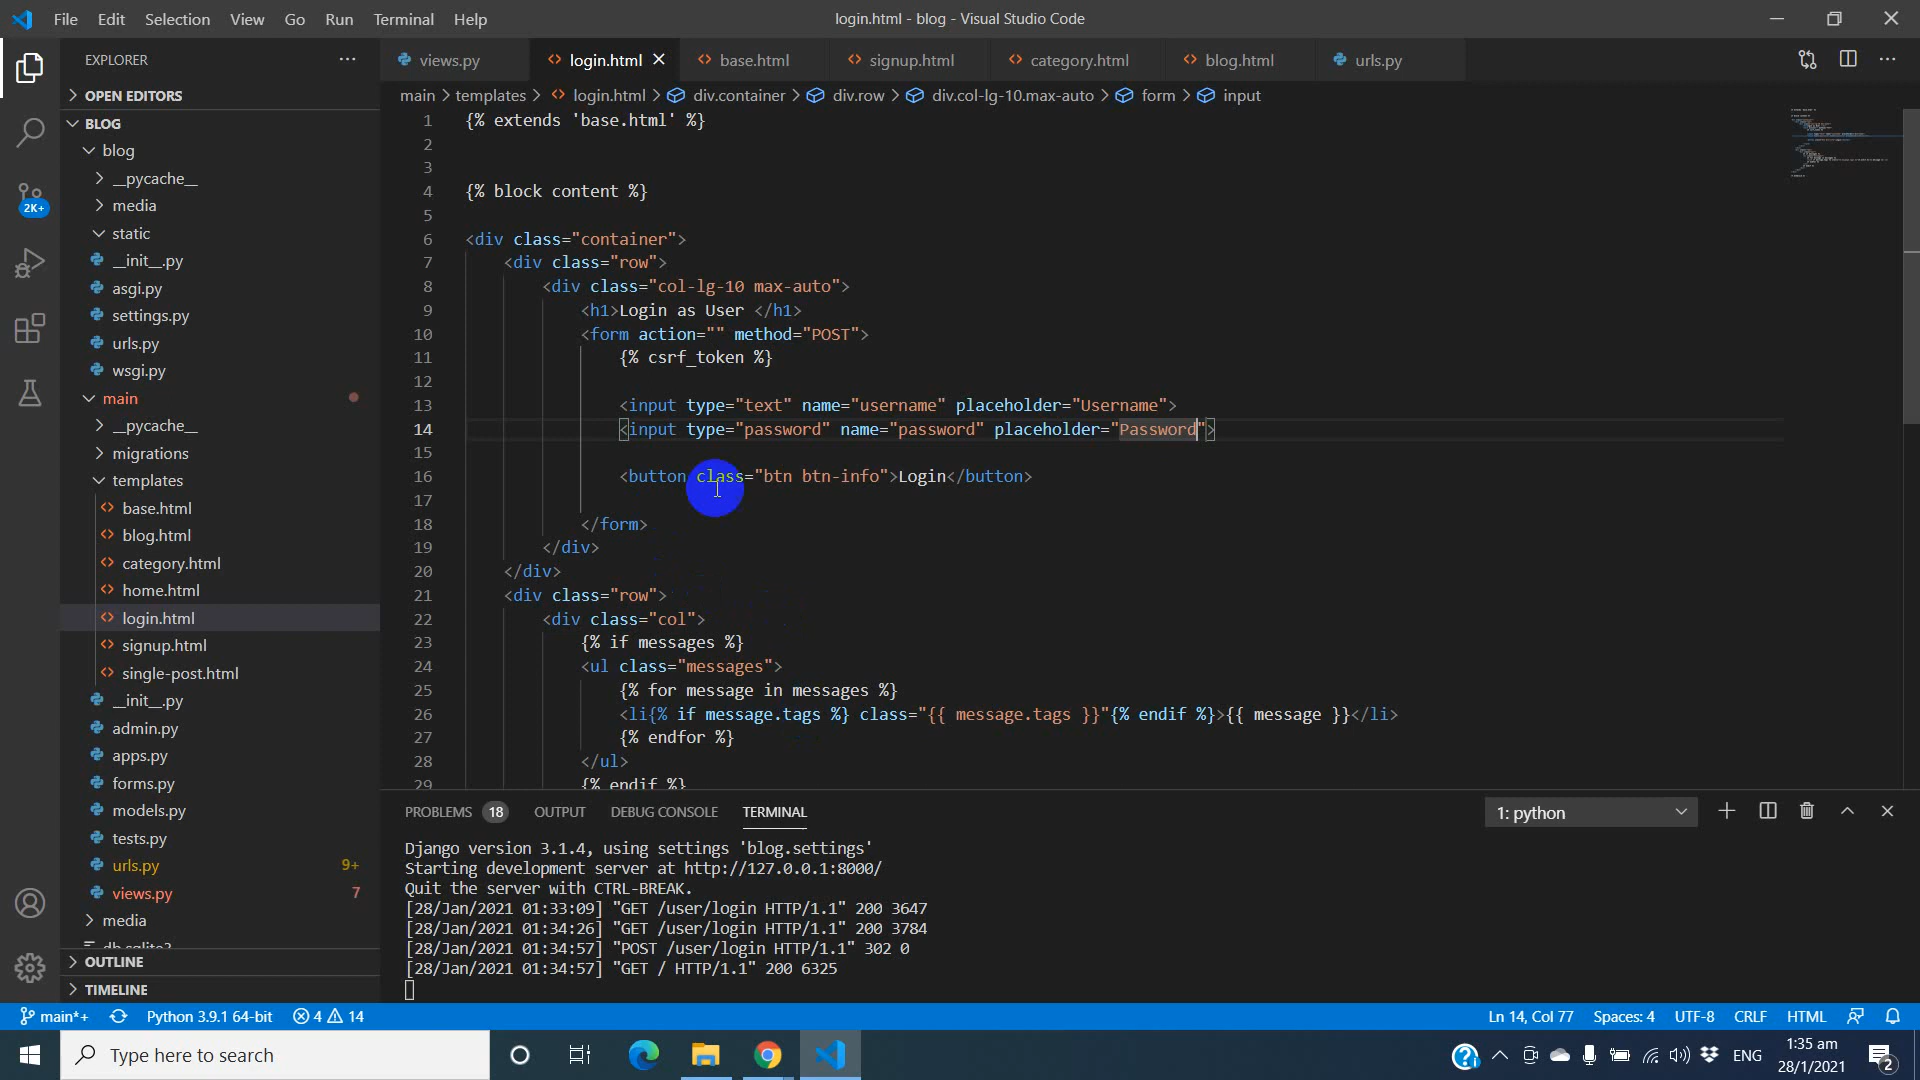 File Edit Selection View Go Run Terminal Help
login.html - blog - Visual Studio Code
EXPLORER
views.py
login.html
base.html
signup.html
category.html
blog.html
urls.py
main > templates > login.html > div.container > div.row > div.col-lg-10.max-auto > form > input
OPEN EDITORS
BLOG
blog
__pycache__
media
static
__init__.py
asgi.py
settings.py
urls.py
wsgi.py
main
__pycache__
migrations
templates
base.html
blog.html
category.html
home.html
login.html
signup.html
single-post.html
__init__.py
admin.py
apps.py
forms.py
models.py
tests.py
urls.py 9+
views.py 7
media
db.sqlite3
OUTLINE
TIMELINE
2K+
1 {% extends 'base.html' %}
2
3
4 {% block content %}
5
6 <div class="container">
7 <div class="row">
8 <div class="col-lg-10 max-auto">
9 <h1>Login as User </h1>
10 <form action="" method="POST">
11 {% csrf_token %}
12
13 <input type="text" name="username" placeholder="Username">
14 <input type="password" name="password" placeholder="Password">
15
16 <button class="btn btn-info">Login</button>
17
18 </form>
19 </div>
20 </div>
21 <div class="row">
22 <div class="col">
23 {% if messages %}
24 <ul class="messages">
25 {% for message in messages %}
26 <li{% if message.tags %} class="{{ message.tags }}"{% endif %}>{{ message }}</li>
27 {% endfor %}
28 </ul>
29 {% endif %}
PROBLEMS 18 OUTPUT DEBUG CONSOLE TERMINAL
1: python
Django version 3.1.4, using settings 'blog.settings'
Starting development server at http://127.0.0.1:8000/
Quit the server with CTRL-BREAK.
[28/Jan/2021 01:33:09] "GET /user/login HTTP/1.1" 200 3647
[28/Jan/2021 01:34:26] "GET /user/login HTTP/1.1" 200 3784
[28/Jan/2021 01:34:57] "POST /user/login HTTP/1.1" 302 0
[28/Jan/2021 01:34:57] "GET / HTTP/1.1" 200 6325
main*+ Python 3.9.1 64-bit 4 14
Ln 14, Col 77 Spaces: 4 UTF-8 CRLF HTML
Type here to search
ENG
1:35 am
28/1/2021
2